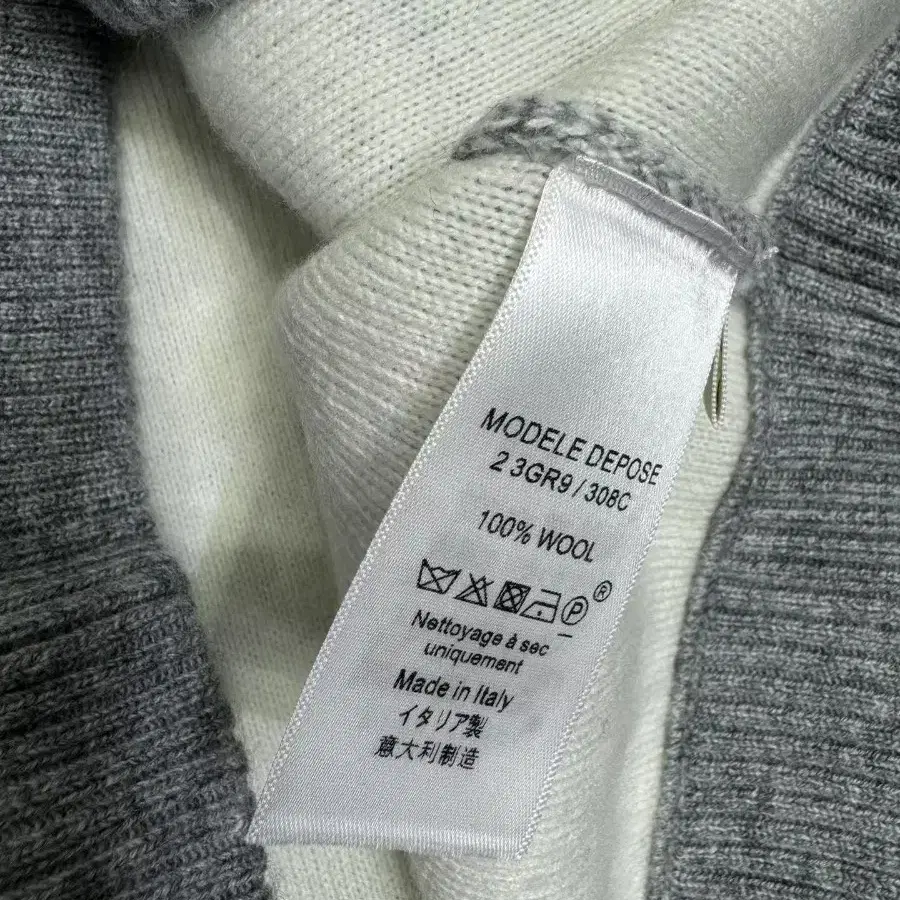 MODELE DEPOSE
2 3GR9 / 308C
100% WOOL
P ®
Nettoyage à sec
uniquement
Made in Italy
イタリア製
意大利制造